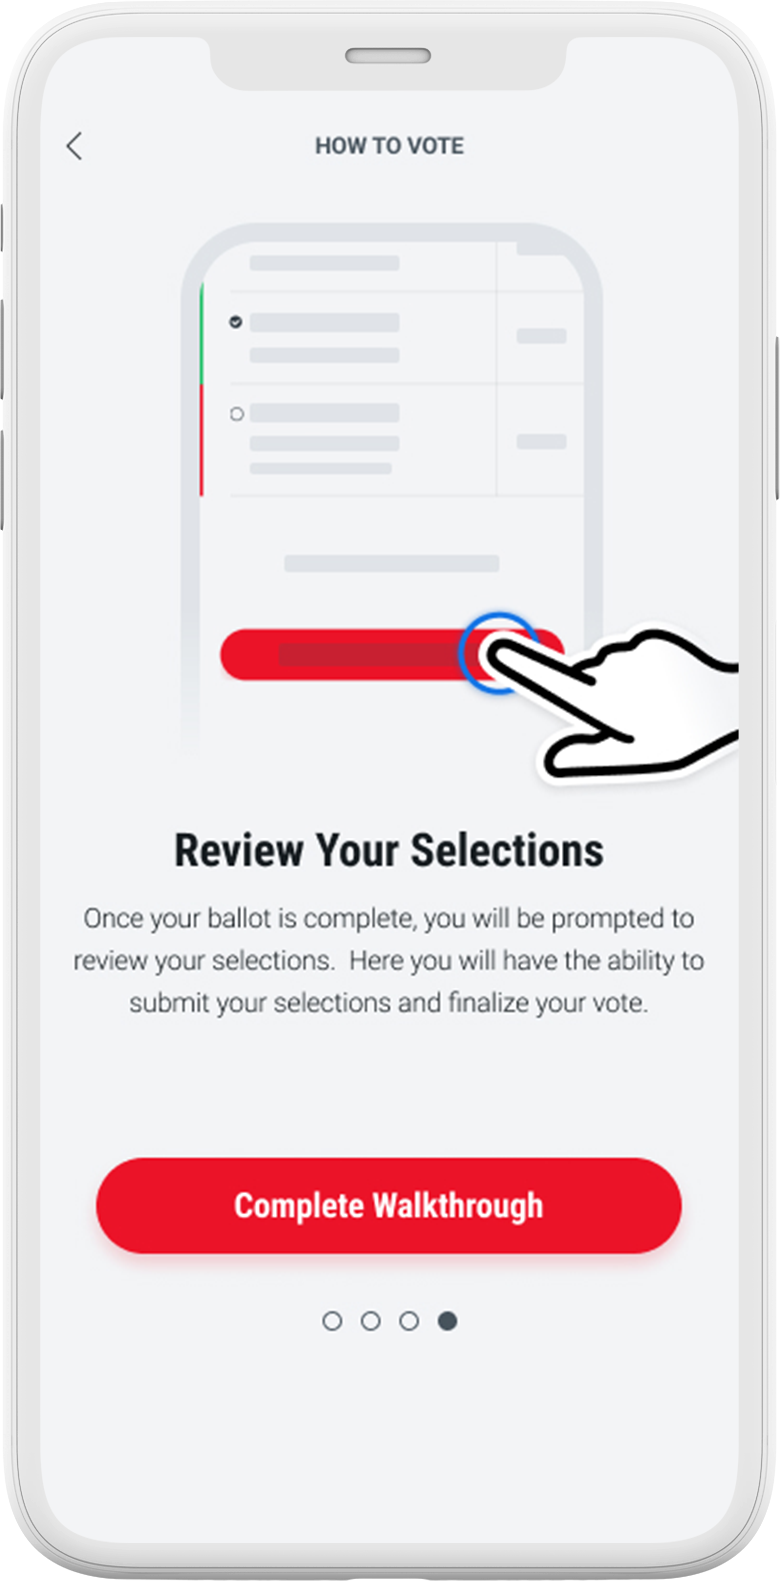 HOW TO VOTE
Review Your Selections
Once your ballot is complete, you will be prompted to
review your selections.  Here you will have the ability to
submit your selections and finalize your vote.
Complete Walkthrough